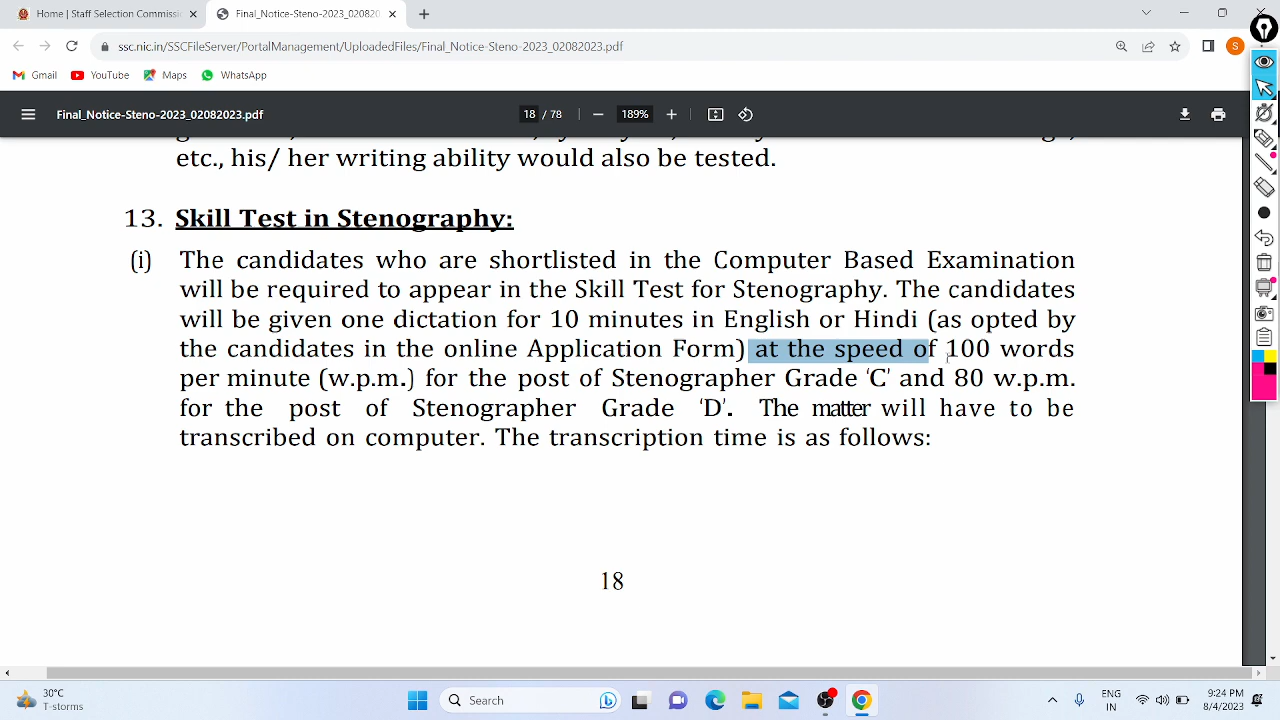 Home | Staff Selection Commissi
Final_Notice-Steno-2023_020820
ssc.nic.in/SSCFileServer/PortalManagement/UploadedFiles/Final_Notice-Steno-2023_02082023.pdf
S
Gmail YouTube Maps WhatsApp
Final_Notice-Steno-2023_02082023.pdf 18 / 78 189%
etc., his/ her writing ability would also be tested.
13. Skill Test in Stenography:
(i) The candidates who are shortlisted in the Computer Based Examination
will be required to appear in the Skill Test for Stenography. The candidates
will be given one dictation for 10 minutes in English or Hindi (as opted by
the candidates in the online Application Form) at the speed of 100 words
per minute (w.p.m.) for the post of Stenographer Grade 'C' and 80 w.p.m.
for the post of Stenographer Grade 'D'. The matter will have to be
transcribed on computer. The transcription time is as follows:
18
30°C
T-storms
Search
ENG
IN
9:24 PM
8/4/2023